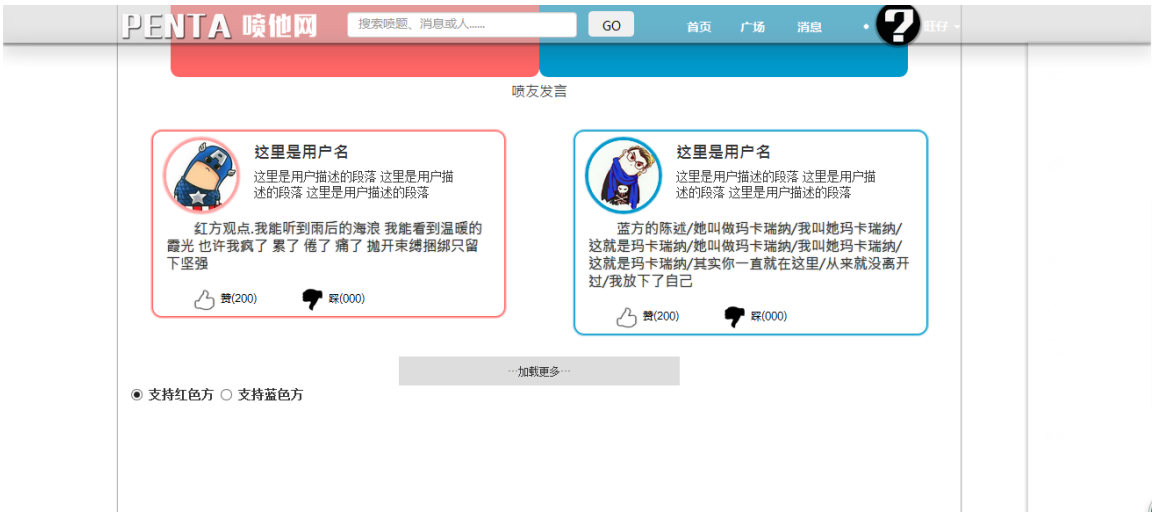 PENTA 喷他网 搜索喷题、消息或人...... GO 首页 广场 消息 旺仔
喷友发言
这里是用户名
这里是用户描述的段落 这里是用户描
述的段落 这里是用户描述的段落
红方观点.我能听到雨后的海浪 我能看到温暖的
霞光 也许我疯了 累了 倦了 痛了 抛开束缚捆绑只留
下坚强
赞(200) 踩(000)
这里是用户名
这里是用户描述的段落 这里是用户描
述的段落 这里是用户描述的段落
蓝方的陈述/她叫做玛卡瑞纳/我叫她玛卡瑞纳/
这就是玛卡瑞纳/她叫做玛卡瑞纳/我叫她玛卡瑞纳/
这就是玛卡瑞纳/其实你一直就在这里/从来就没离开
过/我放下了自己
赞(200) 踩(000)
···加载更多···
支持红色方 支持蓝色方